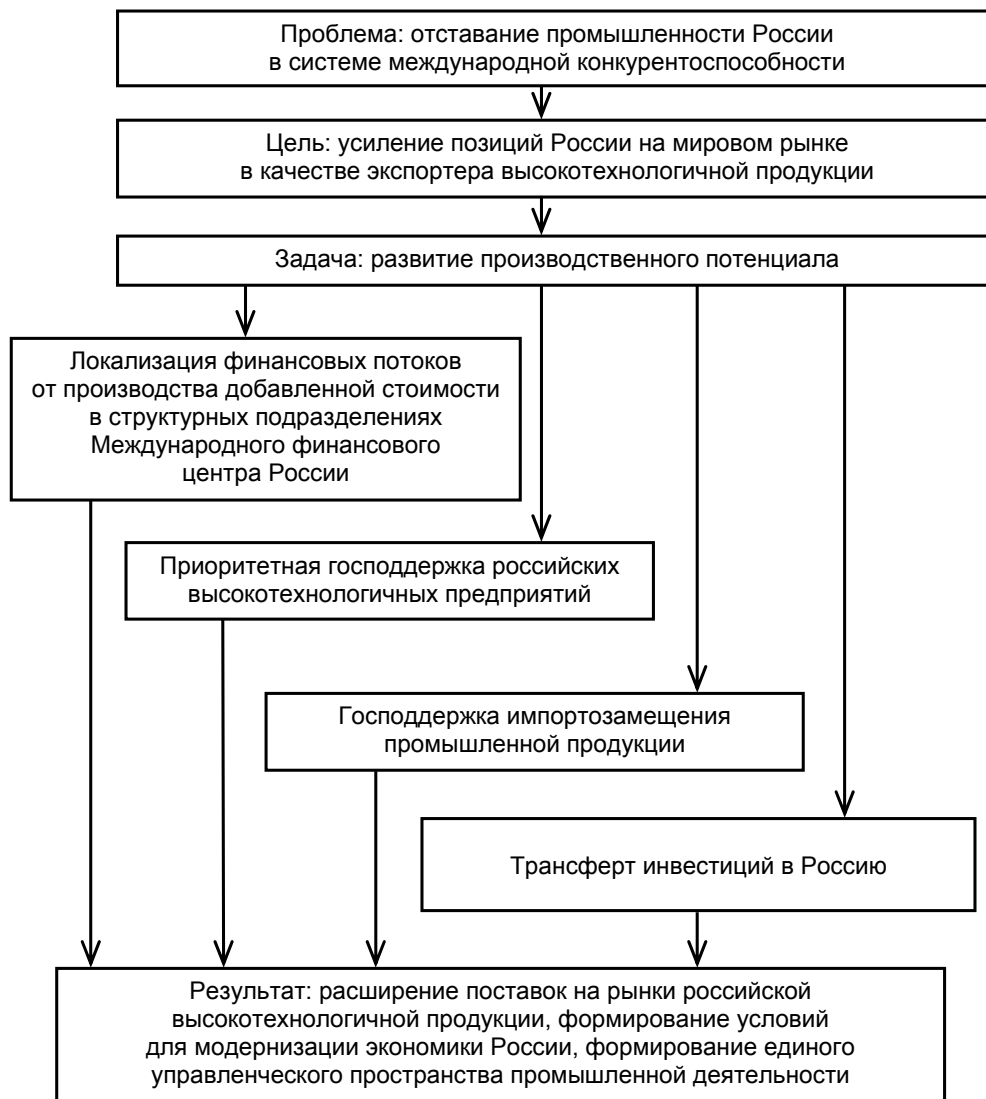 Проблема: отставание промышленности России
в системе международной конкурентоспособности
Цель: усиление позиций России на мировом рынке
в качестве экспортера высокотехнологичной продукции
Задача: развитие производственного потенциала
Локализация финансовых потоков
от производства добавленной стоимости
в структурных подразделениях
Международного финансового
центра России
Приоритетная господдержка российских
высокотехнологичных предприятий
Господдержка импортозамещения
промышленной продукции
Трансферт инвестиций в Россию
Результат: расширение поставок на рынки российской
высокотехнологичной продукции, формирование условий
для модернизации экономики России, формирование единого
управленческого пространства промышленной деятельности